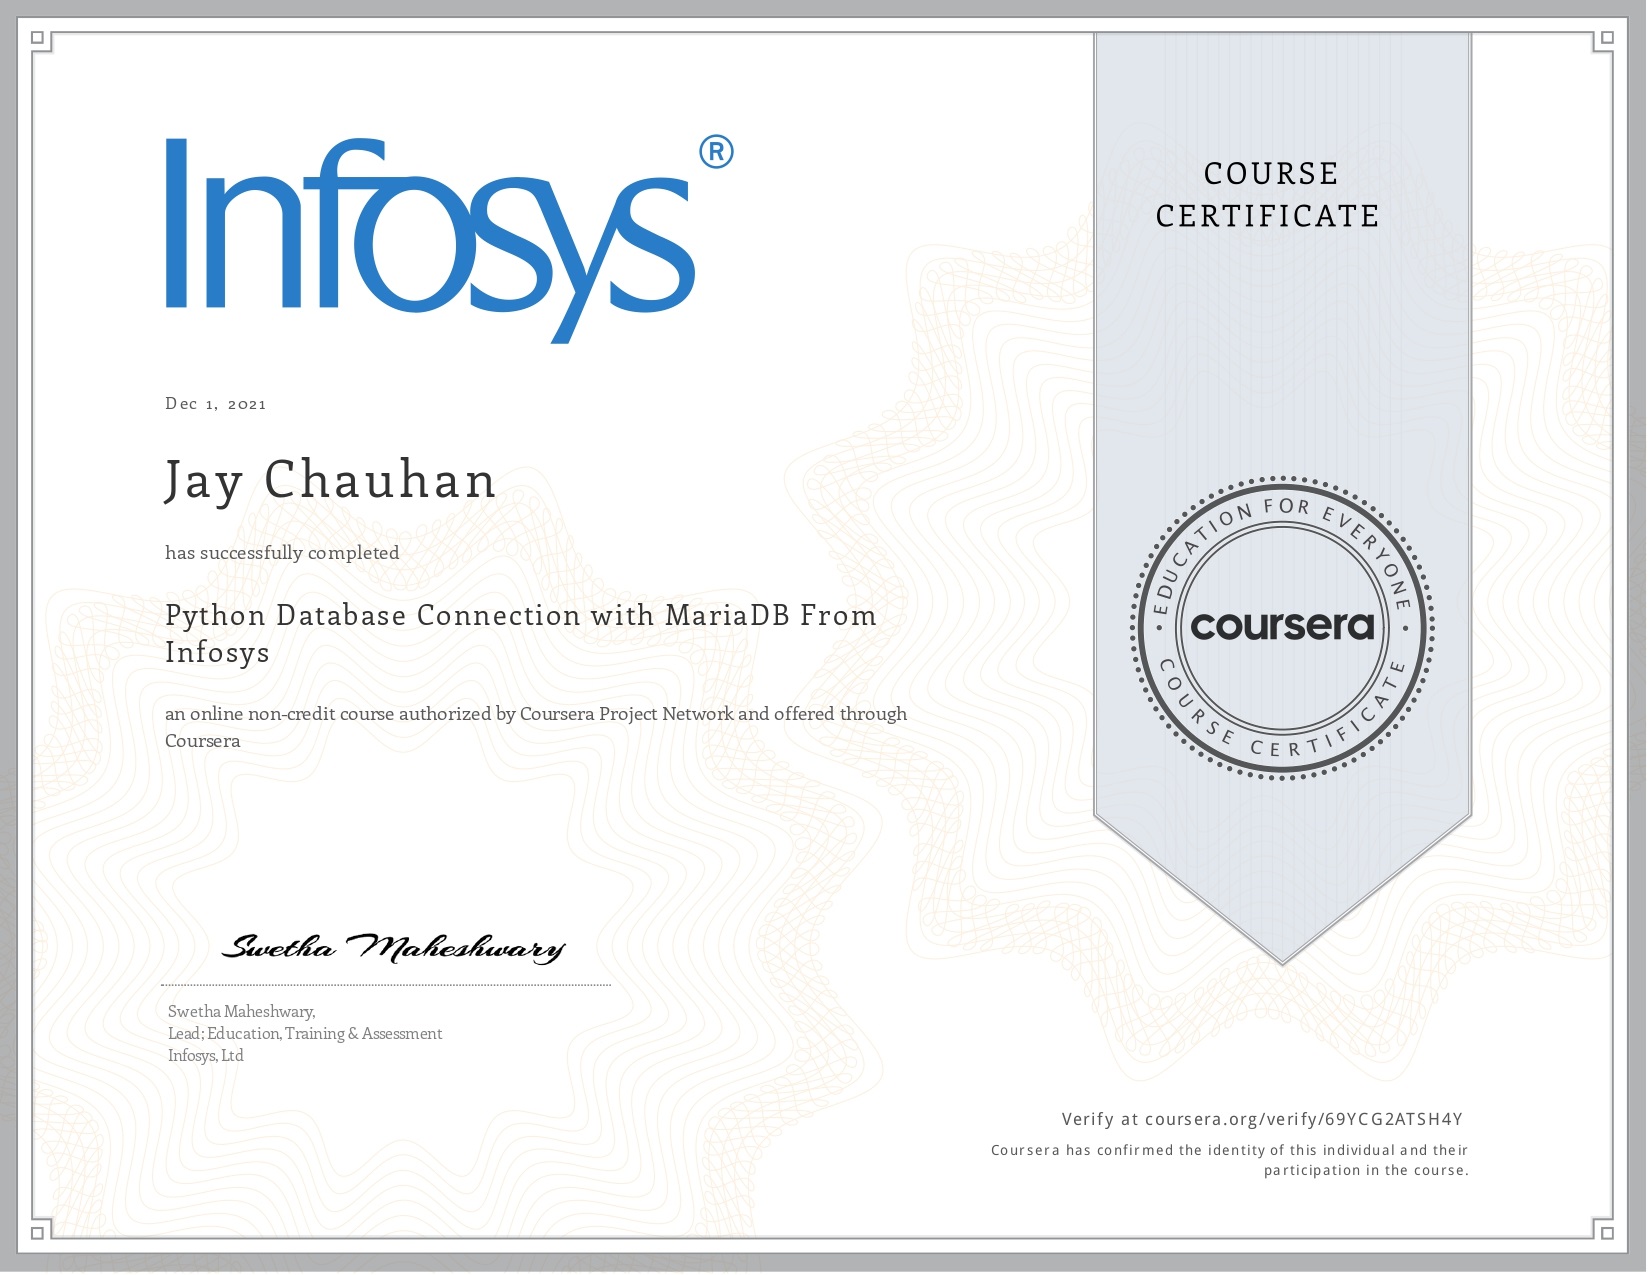 Infosys®
COURSE
CERTIFICATE
Dec 1, 2021
Jay Chauhan
has successfully completed
Python Database Connection with MariaDB From
Infosys
an online non-credit course authorized by Coursera Project Network and offered through
Coursera
• EDUCATION FOR EVERYONE •
coursera
COURSE CERTIFICATE
Swetha Maheshwary
Swetha Maheshwary,
Lead; Education, Training & Assessment
Infosys, Ltd
Verify at coursera.org/verify/69YCG2ATSH4Y
Coursera has confirmed the identity of this individual and their
participation in the course.